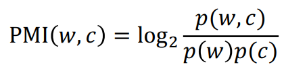 PMI(w, c) = log₂ p(w, c) / p(w)p(c)